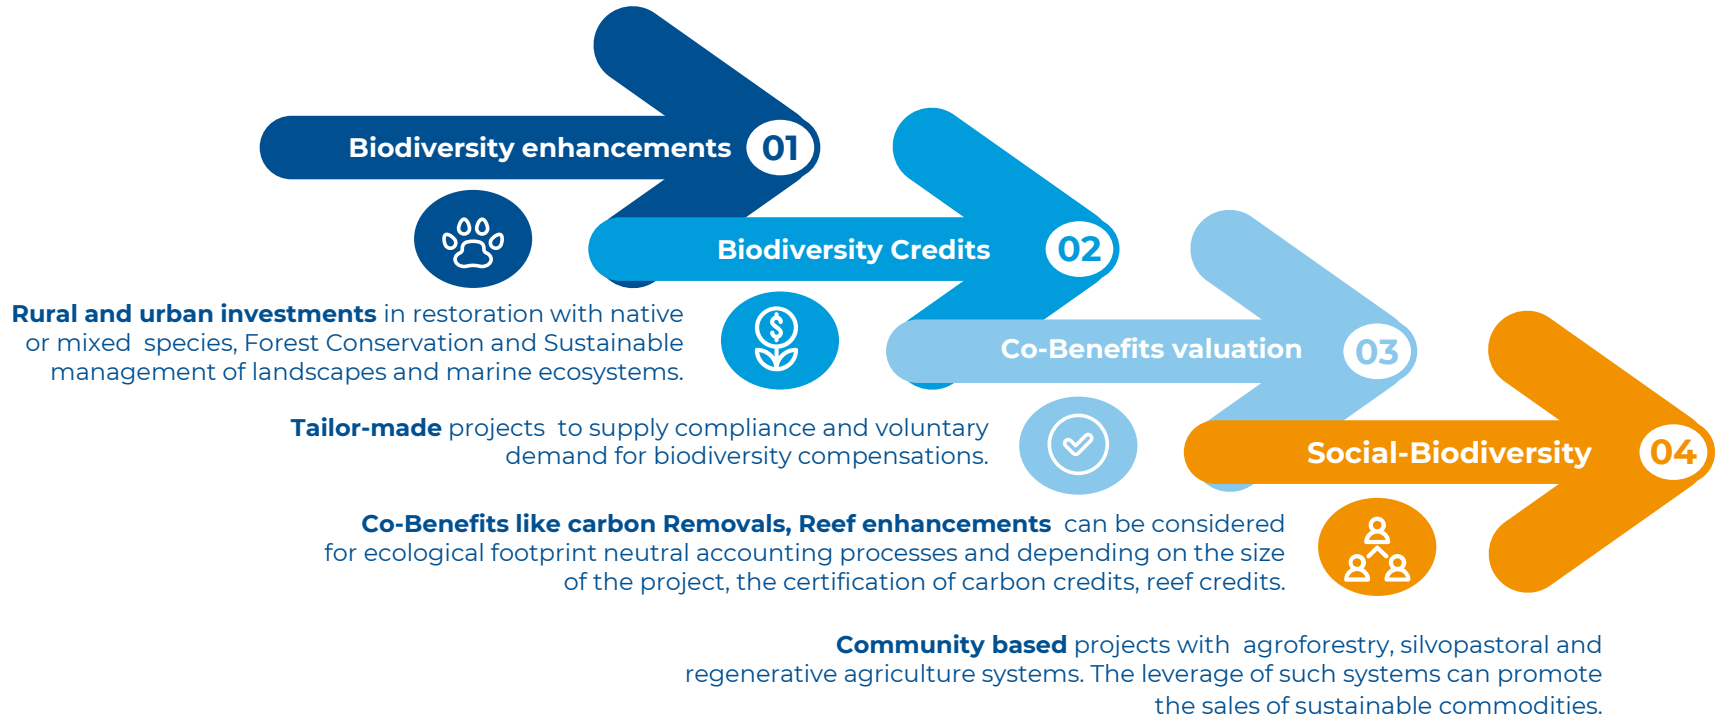 Biodiversity enhancements 01
Rural and urban investments in restoration with native
or mixed species, Forest Conservation and Sustainable
management of landscapes and marine ecosystems.
Biodiversity Credits 02
$
Tailor-made projects to supply compliance and voluntary
demand for biodiversity compensations.
Co-Benefits valuation 03
Co-Benefits like carbon Removals, Reef enhancements can be considered
for ecological footprint neutral accounting processes and depending on the size
of the project, the certification of carbon credits, reef credits.
Social-Biodiversity 04
Community based projects with agroforestry, silvopastoral and
regenerative agriculture systems. The leverage of such systems can promote
the sales of sustainable commodities.